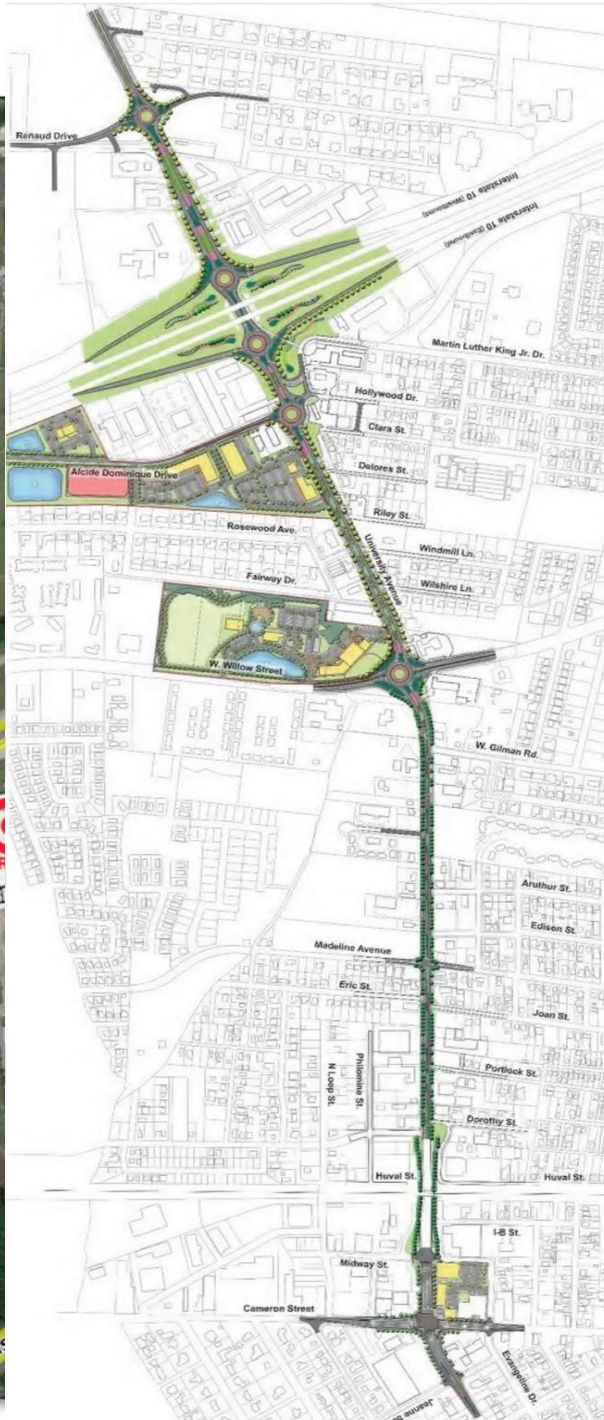 Renaud Drive
Interstate 10 (Westbound)
Interstate 10 (Eastbound)
Martin Luther King Jr. Dr.
Hollywood Dr.
Clara St.
Delores St.
Alcide Dominique Drive
Riley St.
Rosewood Ave.
University Avenue
Windmill Ln.
Fairway Dr.
Wilshire Ln.
W. Willow Street
W. Gilman Rd.
Aruthur St.
Edison St.
Madeline Avenue
Eric St.
Joan St.
Philomine St.
N Loop St.
Portlock St.
Dorothy St.
Huval St.
Huval St.
I-B St.
Midway St.
Cameron Street
Evangeline Dr.
Jeanne